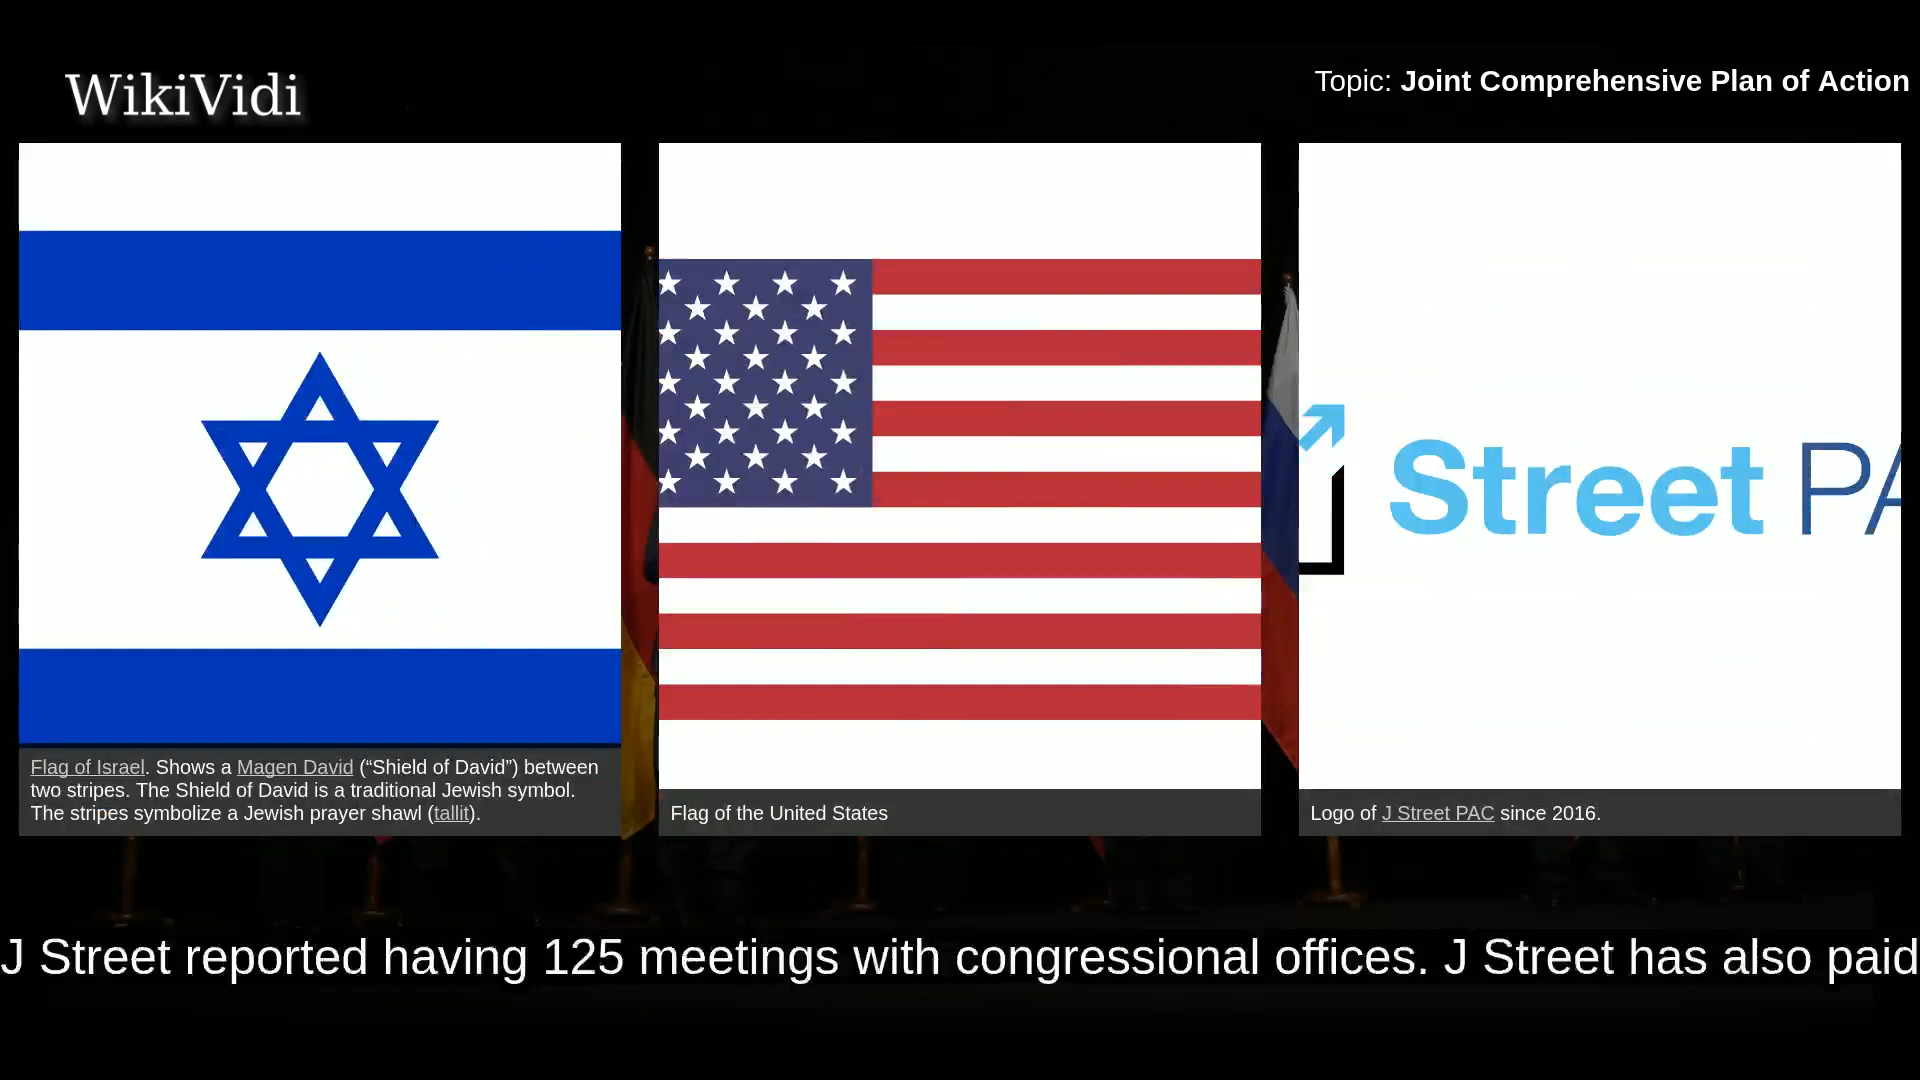 WikiVidi
Topic: Joint Comprehensive Plan of Action
Street PA
Flag of Israel. Shows a Magen David (“Shield of David”) between
two stripes. The Shield of David is a traditional Jewish symbol.
The stripes symbolize a Jewish prayer shawl (tallit).
Flag of the United States
Logo of J Street PAC since 2016.
J Street reported having 125 meetings with congressional offices. J Street has also paid